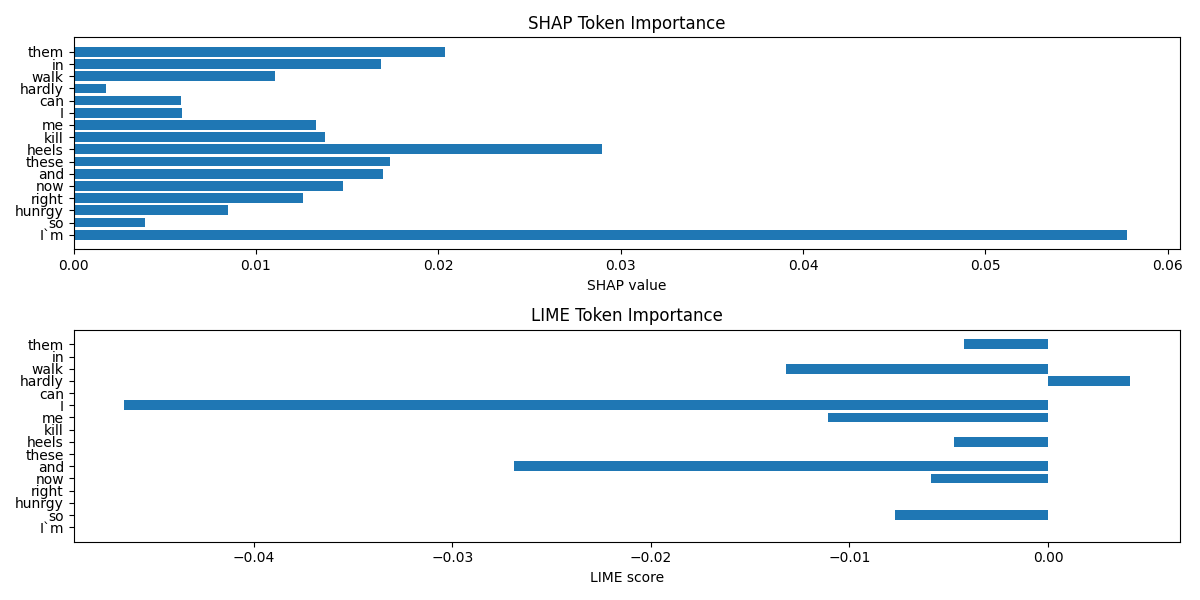 SHAP Token Importance
them
in
walk
hardly
can
I
me
kill
heels
these
and
now
right
hunrgy
so
I`m
0.00 0.01 0.02 0.03 0.04 0.05 0.06
SHAP value
LIME Token Importance
them
in
walk
hardly
can
I
me
kill
heels
these
and
now
right
hunrgy
so
I`m
−0.04 −0.03 −0.02 −0.01 0.00
LIME score